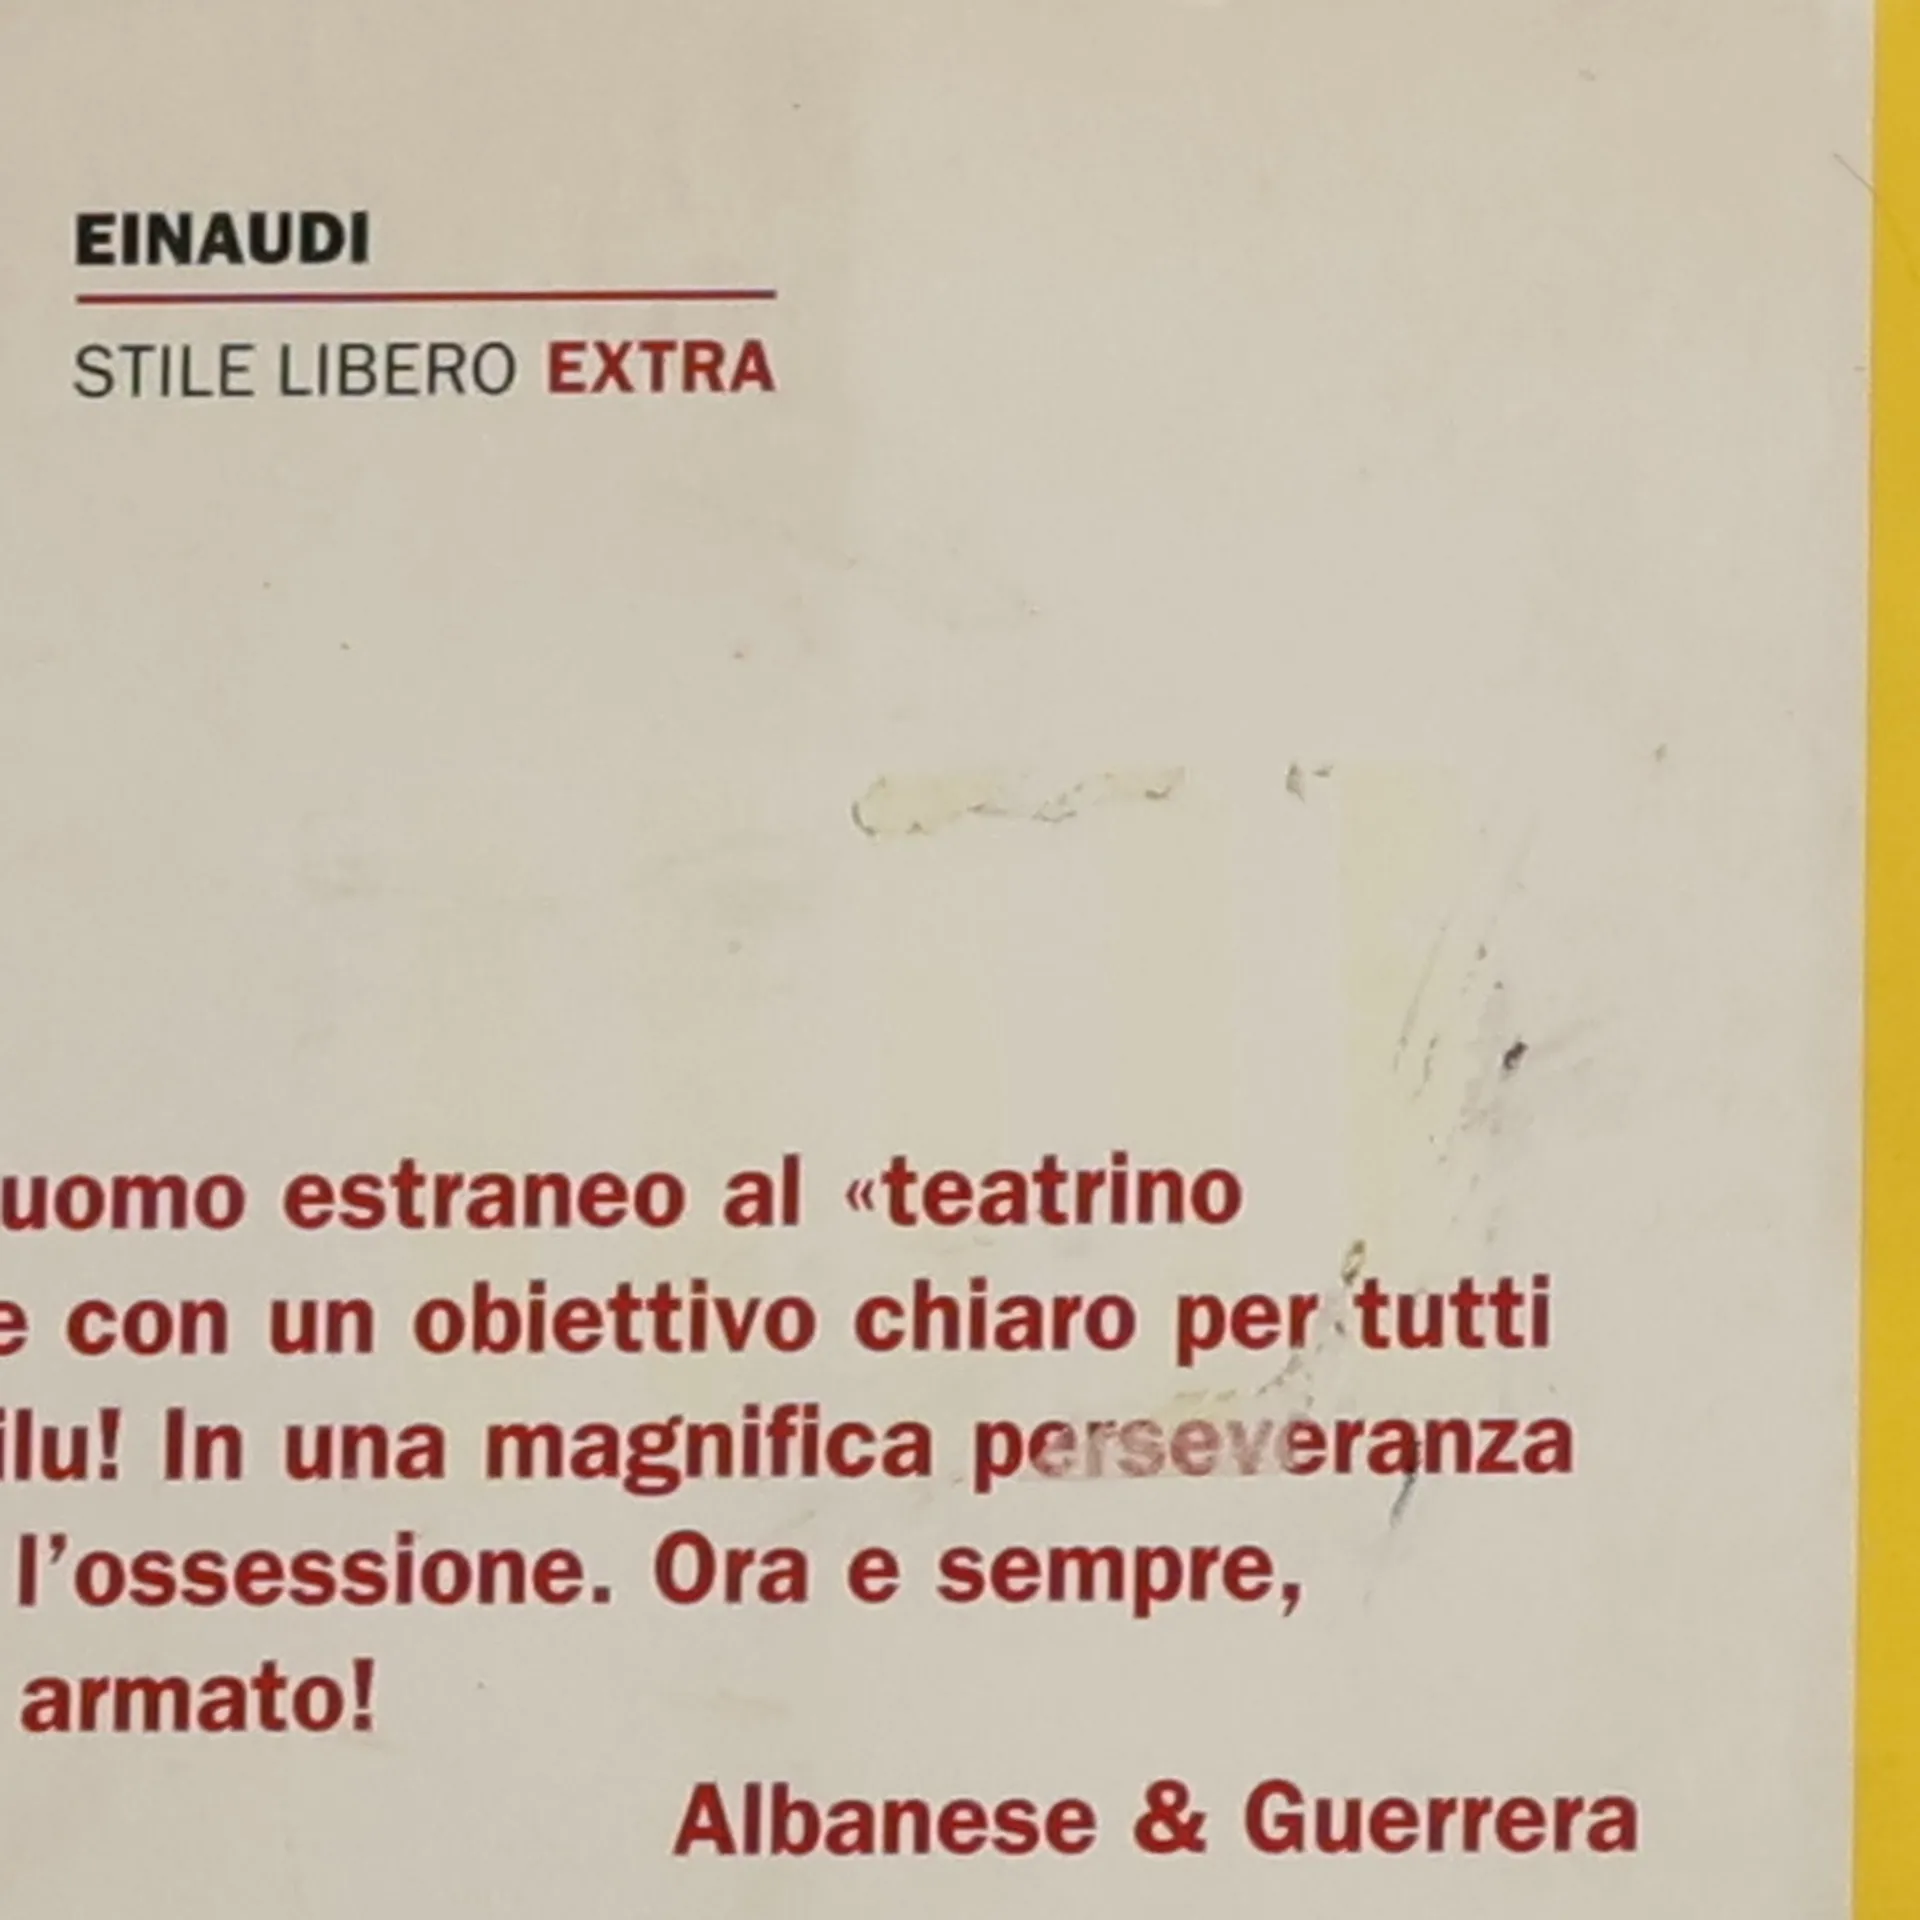 EINAUDI
STILE LIBERO EXTRA
uomo estraneo al «teatrino
e con un obiettivo chiaro per tutti
ilu! In una magnifica perseveranza
l’ossessione. Ora e sempre,
armato!
Albanese & Guerrera